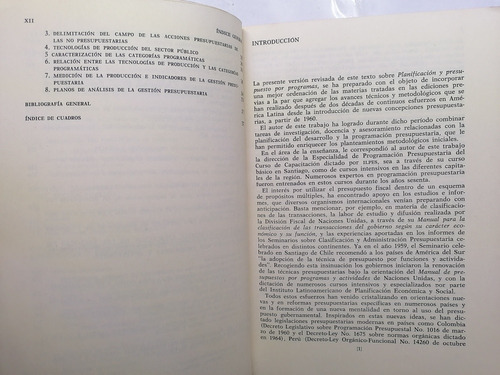 XII
ÍNDICE GENERAL
3. DELIMITACIÓN DEL CAMPO DE LAS ACCIONES PRESUPUESTARIAS DE
LAS NO PRESUPUESTARIAS
4. TECNOLOGÍAS DE PRODUCCIÓN DEL SECTOR PÚBLICO
5. CARACTERIZACIÓN DE LAS CATEGORÍAS PROGRAMÁTICAS
6. RELACIÓN ENTRE LAS TECNOLOGÍAS DE PRODUCCIÓN Y LAS CATEGORÍAS
PROGRAMÁTICAS
7. MEDICIÓN DE LA PRODUCCIÓN E INDICADORES DE LA GESTIÓN PRESU
PUESTARIA
8. PLANOS DE ANÁLISIS DE LA GESTIÓN PRESUPUESTARIA
BIBLIOGRAFÍA GENERAL
ÍNDICE DE CUADROS
INTRODUCCION
La presente versión revisada de este texto sobre Planificación y presu-
puesto por programas, se ha preparado con el objeto de incorporar
una mejor ordenación de las materias tratadas en las ediciones pre-
vias a la par que agregar los avances técnicos y metodológicos que se
han realizado después de dos décadas de continuos esfuerzos en Amé-
rica Latina desde la introducción de nuevas concepciones presupuesta-
rias, a partir de 1960.
El autor de este trabajo ha logrado durante dicho período combinar
tareas de investigación, docencia y asesoramiento relacionadas con la
planificación del desarrollo y la programación presupuestaria, que le
han permitido enriquecer los planteamientos metodológicos iniciales.
En el área de la enseñanza, le correspondió al autor de este trabajo
la dirección de la Especialidad de Programación Presupuestaria del
Curso de Capacitación dictado por ILPES, sea a través de su curso
básico en Santiago, como de cursos intensivos en las diferentes capita-
les de la región. Numerosos expertos en programación presupuestaria
fueron entrenados en estos cursos durante los años sesenta.
El interés por utilizar el presupuesto fiscal dentro de un esquema
de propósitos múltiples, ha encontrado apoyo en los estudios e infor-
mes, que diversos organismos internacionales venían preparando con
anticipación. Basta mencionar, por ejemplo, en materia de clasificacio-
nes de las transacciones, la labor de estudio y difusión realizada por
la División Fiscal de Naciones Unidas, a través de su Manual para la
clasificación de las transacciones del gobierno según su carácter eco-
nómico y su función, y las experiencias aportadas en los informes de
los Seminarios sobre Clasificación y Administración Presupuestaria ce-
lebrados en distintos continentes. Ya en el año 1959, el Seminario cele-
brado en Santiago de Chile recomendó a los países de América del Sur
"la adopción de la técnica de presupuesto por funciones y activida-
des". Recogiendo esta insinuación los gobiernos iniciaron la renovación
de las técnicas presupuestarias bajo la orientación del Manual de pre-
supuesto por programas y actividades de Naciones Unidas, y con la
dictación de numerosos cursos intensivos y especializados por parte
del Instituto Latinoamericano de Planificación Económica y Social.
Todos estos esfuerzos han venido cristalizando en orientaciones nue-
vas y en reformas presupuestarias específicas en numerosos países y
en la formación de una nueva mentalidad en torno al uso del presu-
puesto gubernamental. Inspirados en estas nuevas ideas, se han dic-
tado legislaciones presupuestarias modernas en países como Colombia
(Decreto Legislativo sobre Programación Presupuestal No. 1016 de mar-
zo de 1960 y el Decreto-Ley No. 1675 sobre normas orgánicas dictado
en 1964), Perú (Decreto-Ley Orgánico-Funcional No. 14260 de octubre
[1]